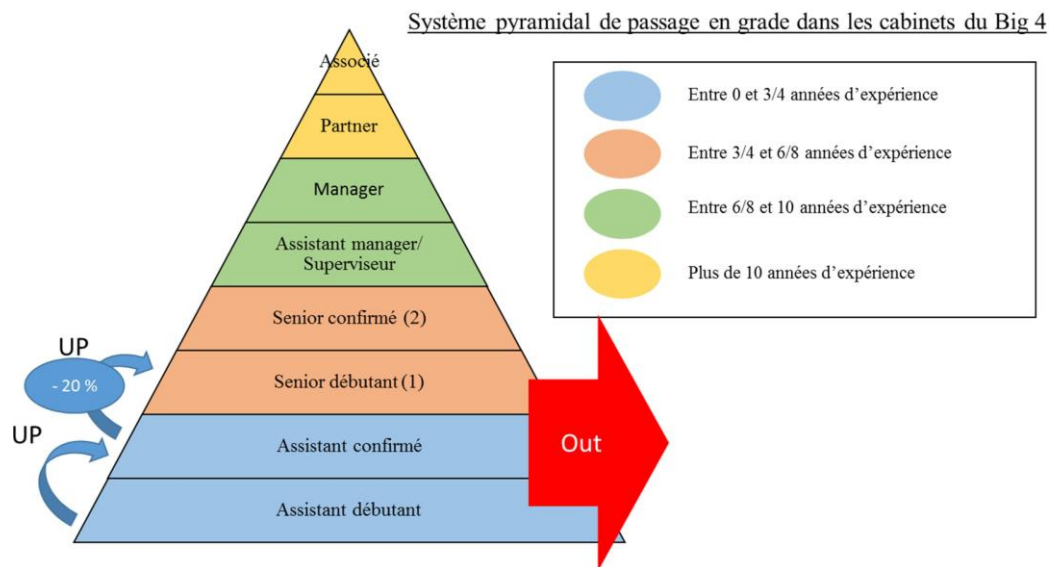 Système pyramidal de passage en grade dans les cabinets du Big 4
Associé
Partner
Manager
Assistant manager/
Superviseur
Senior confirmé (2)
Senior débutant (1)
Assistant confirmé
Assistant débutant
UP
- 20 %
UP
Out
Entre 0 et 3/4 années d’expérience
Entre 3/4 et 6/8 années d’expérience
Entre 6/8 et 10 années d’expérience
Plus de 10 années d’expérience